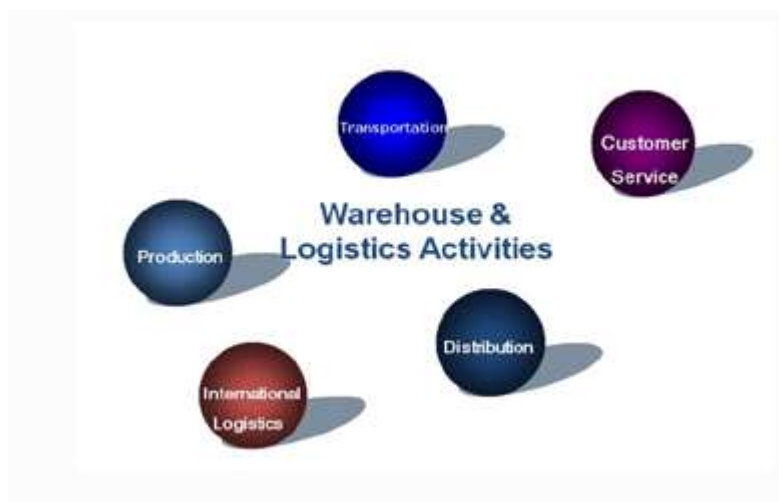 Transportation
Customer
Service
Warehouse &
Logistics Activities
Production
Distribution
International
Logistics